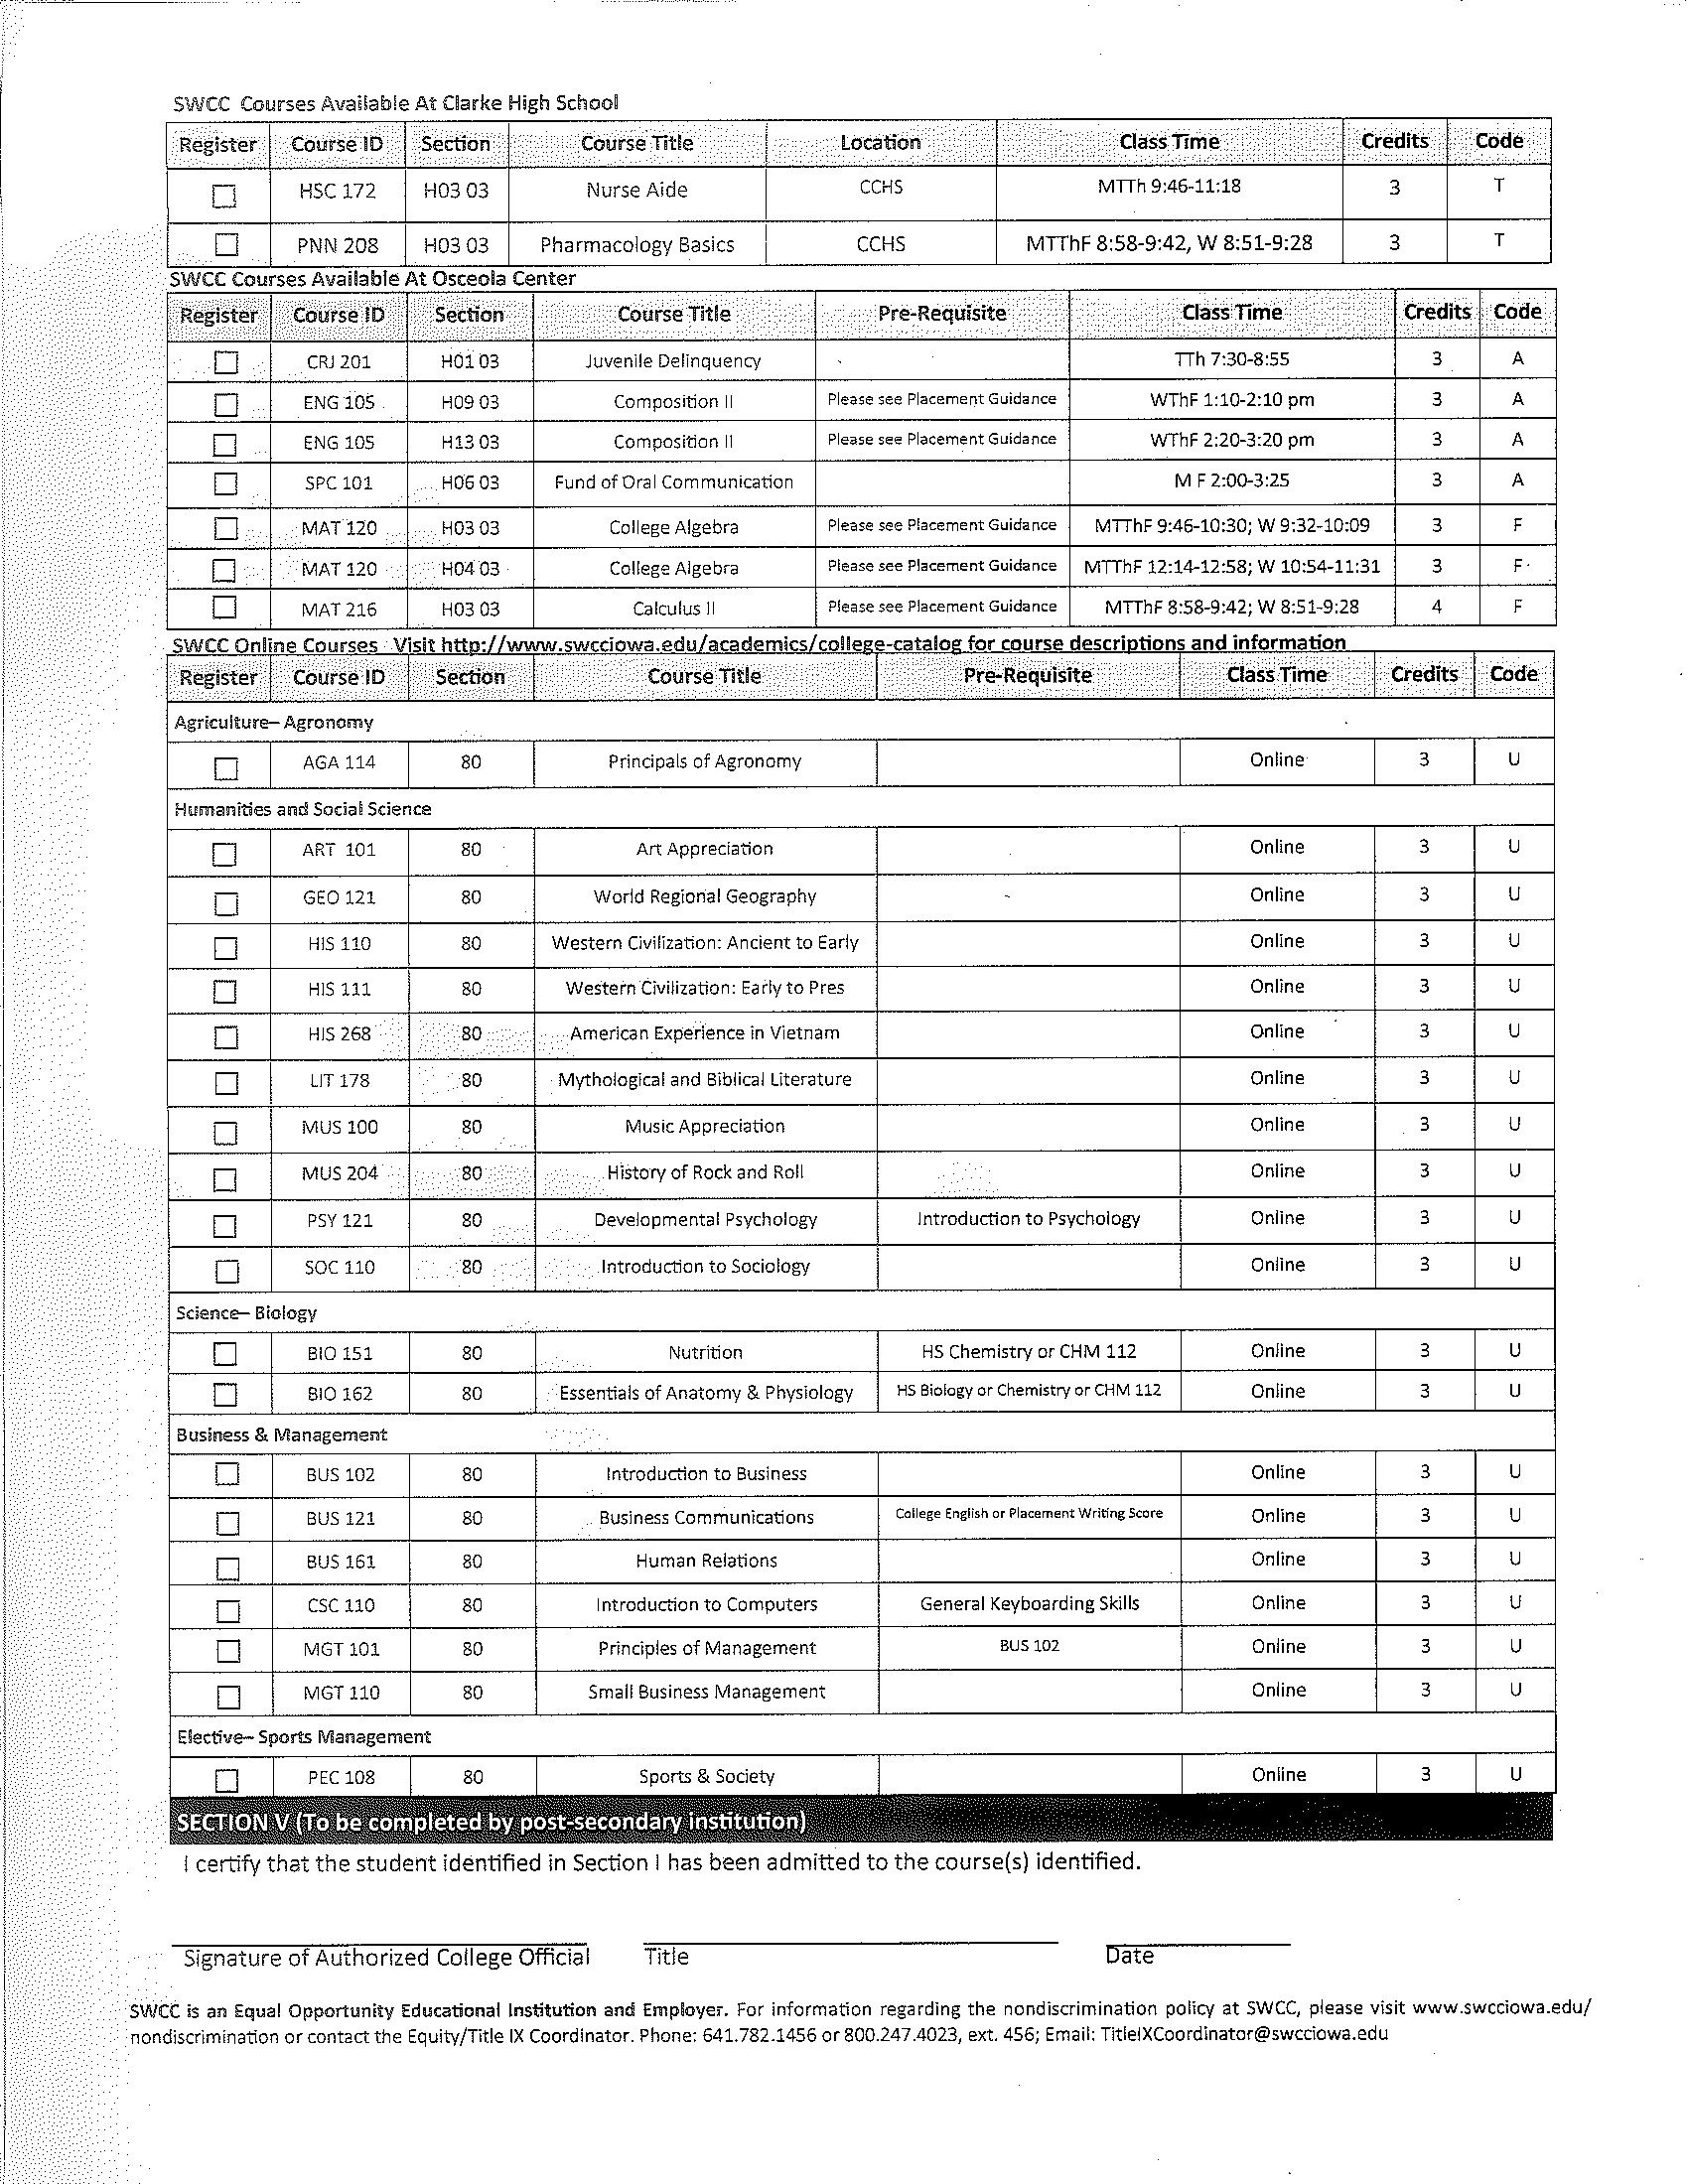 SWCC Courses Available At Clarke High School
Register Course ID Section Course Title Location Class Time Credits Code
☐ HSC 172 H03 03 Nurse Aide CCHS MTTh 9:46-11:18 3 T
☐ PNN 208 H03 03 Pharmacology Basics CCHS MTThF 8:58-9:42, W 8:51-9:28 3 T
SWCC Courses Available At Osceola Center
Register Course ID Section Course Title Pre-Requisite Class Time Credits Code
☐ CRJ 201 H01 03 Juvenile Delinquency TTh 7:30-8:55 3 A
☐ ENG 105 H09 03 Composition II Please see Placement Guidance WThF 1:10-2:10 pm 3 A
☐ ENG 105 H13 03 Composition II Please see Placement Guidance WThF 2:20-3:20 pm 3 A
☐ SPC 101 H06 03 Fund of Oral Communication M F 2:00-3:25 3 A
☐ MAT 120 H03 03 College Algebra Please see Placement Guidance MTThF 9:46-10:30; W 9:32-10:09 3 F
☐ MAT 120 H04 03 College Algebra Please see Placement Guidance MTThF 12:14-12:58; W 10:54-11:31 3 F
☐ MAT 216 H03 03 Calculus II Please see Placement Guidance MTThF 8:58-9:42; W 8:51-9:28 4 F
SWCC Online Courses Visit http://www.swcciowa.edu/academics/college-catalog for course descriptions and information
Register Course ID Section Course Title Pre-Requisite Class Time Credits Code
Agriculture– Agronomy
☐ AGA 114 80 Principals of Agronomy Online 3 U
Humanities and Social Science
☐ ART 101 80 Art Appreciation Online 3 U
☐ GEO 121 80 World Regional Geography Online 3 U
☐ HIS 110 80 Western Civilization: Ancient to Early Online 3 U
☐ HIS 111 80 Western Civilization: Early to Pres Online 3 U
☐ HIS 268 80 American Experience in Vietnam Online 3 U
☐ LIT 178 80 Mythological and Biblical Literature Online 3 U
☐ MUS 100 80 Music Appreciation Online 3 U
☐ MUS 204 80 History of Rock and Roll Online 3 U
☐ PSY 121 80 Developmental Psychology Introduction to Psychology Online 3 U
☐ SOC 110 80 Introduction to Sociology Online 3 U
Science– Biology
☐ BIO 151 80 Nutrition HS Chemistry or CHM 112 Online 3 U
☐ BIO 162 80 Essentials of Anatomy & Physiology HS Biology or Chemistry or CHM 112 Online 3 U
Business & Management
☐ BUS 102 80 Introduction to Business Online 3 U
☐ BUS 121 80 Business Communications College English or Placement Writing Score Online 3 U
☐ BUS 161 80 Human Relations Online 3 U
☐ CSC 110 80 Introduction to Computers General Keyboarding Skills Online 3 U
☐ MGT 101 80 Principles of Management BUS 102 Online 3 U
☐ MGT 110 80 Small Business Management Online 3 U
Elective– Sports Management
☐ PEC 108 80 Sports & Society Online 3 U
SECTION V (To be completed by post-secondary institution)
I certify that the student identified in Section I has been admitted to the course(s) identified.
Signature of Authorized College Official Title Date
SWCC is an Equal Opportunity Educational Institution and Employer. For information regarding the nondiscrimination policy at SWCC, please visit www.swcciowa.edu/
nondiscrimination or contact the Equity/Title IX Coordinator. Phone: 641.782.1456 or 800.247.4023, ext. 456; Email: TitleIXCoordinator@swcciowa.edu